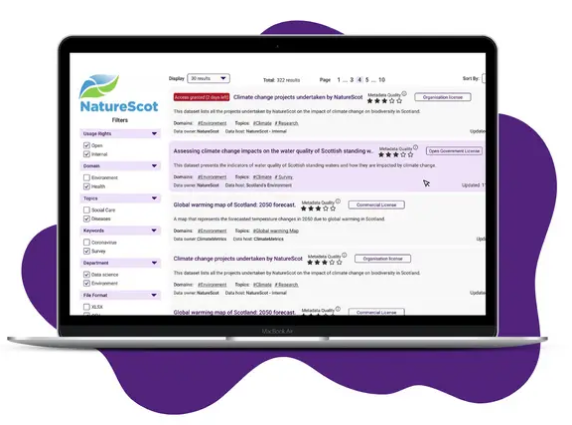 Display 30 results Total 322 results Page 1 ... 3 4 5 ... 10 Sort By
NatureScot
Filters
Usage Rights
Open
Internal
Domain
Environment
Health
Topics
Social Care
Diseases
Keywords
Coronavirus
Survey
Department
Data science
Environment
File Format
XLSX
Access granted (2 days left) Climate change projects undertaken by NatureScot Metadata Quality Organisation license
This dataset lists all the projects undertaken by NatureScot on the impact of climate change on biodiversity in Scotland.
Domains: #Environment Topics: #Climate # Research
Data owner: NatureScot Data host: NatureScot - Internal Updated
Assessing climate change impacts on the water quality of Scottish standing w... Metadata Quality Open Government License
This dataset presents the indicators of water quality of Scottish standing waters and how they are impacted by climate change.
Domains: #Environment Topics: #Climate # Survey
Data owner: NatureScot Data host: Scotland's Environment Updated
Global warming map of Scotland: 2050 forecast. Metadata Quality Commercial License
A map that represents the forecasted temperature changes in 2050 due to global warming in Scotland.
Domains: #Environment Topics: #Global warming Map
Data owner: ClimateMetrics Data host: ClimateMetrics
Climate change projects undertaken by NatureScot Metadata Quality Organisation license
This dataset lists all the projects undertaken by NatureScot on the impact of climate change on biodiversity in Scotland.
Domains: #Environment Topics: #Climate # Research
Data owner: NatureScot Data host: NatureScot - Internal
Global warming map of Scotland: 2050 forecast. Metadata Quality Commercial License
MacBook Air